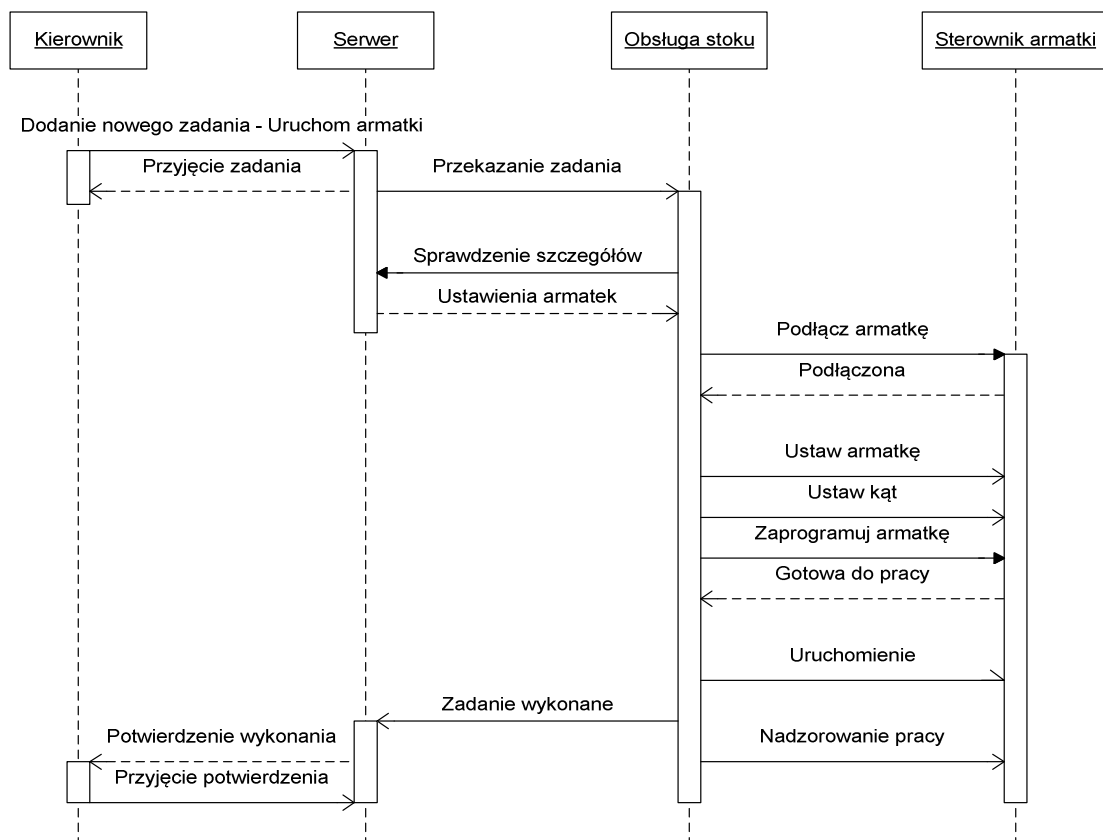 Kierownik
Serwer
Obsługa stoku
Sterownik armatki
Dodanie nowego zadania - Uruchom armatki
Przyjęcie zadania
Przekazanie zadania
Sprawdzenie szczegółów
Ustawienia armatek
Podłącz armatkę
Podłączona
Ustaw armatkę
Ustaw kąt
Zaprogramuj armatkę
Gotowa do pracy
Uruchomienie
Zadanie wykonane
Potwierdzenie wykonania
Nadzorowanie pracy
Przyjęcie potwierdzenia